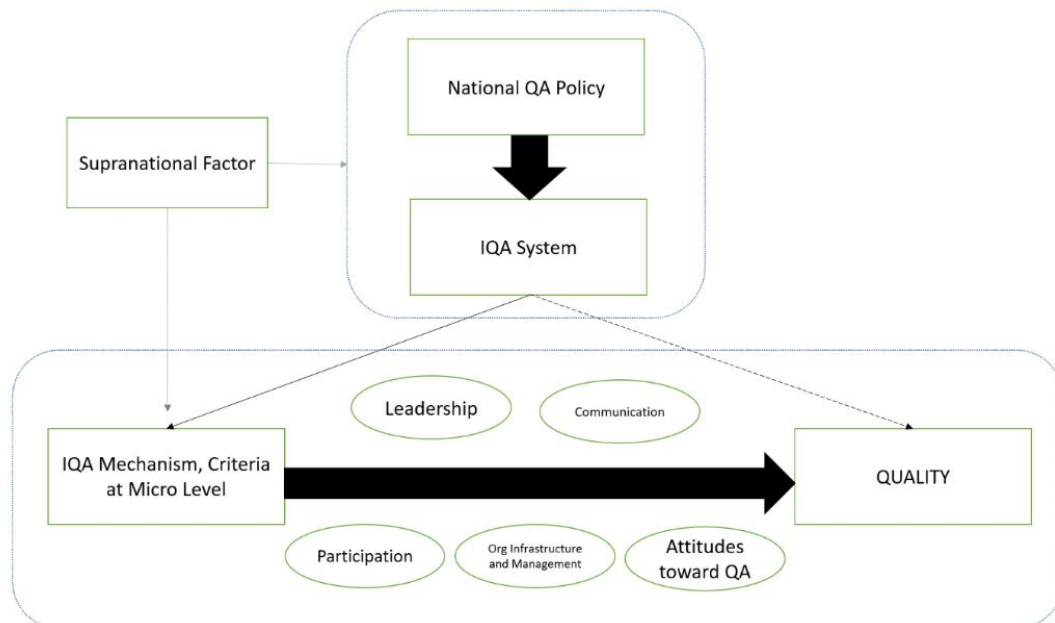 National QA Policy
Supranational Factor
IQA System
Leadership
Communication
IQA Mechanism, Criteria
at Micro Level
QUALITY
Participation
Org Infrastructure
and Management
Attitudes
toward QA